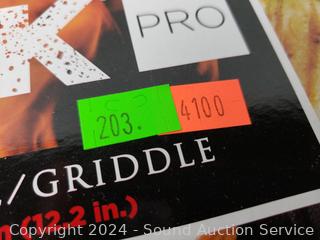 K
PRO
203.
4100
/GRIDDLE
(12.2 in.)
Copyright 2024 - Sound Auction Service